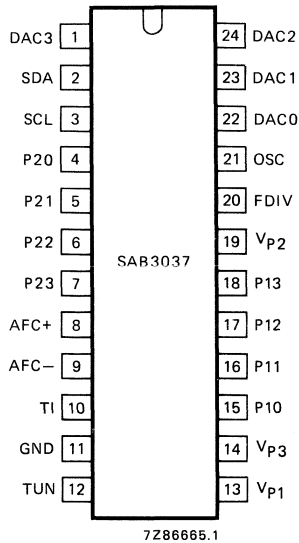 DAC3 1 24 DAC2
SDA 2 23 DAC1
SCL 3 22 DAC0
P20 4 21 OSC
P21 5 20 FDIV
P22 6 19 VP2
SAB3037
P23 7 18 P13
AFC+ 8 17 P12
AFC− 9 16 P11
TI 10 15 P10
GND 11 14 VP3
TUN 12 13 VP1
7Z86665.1